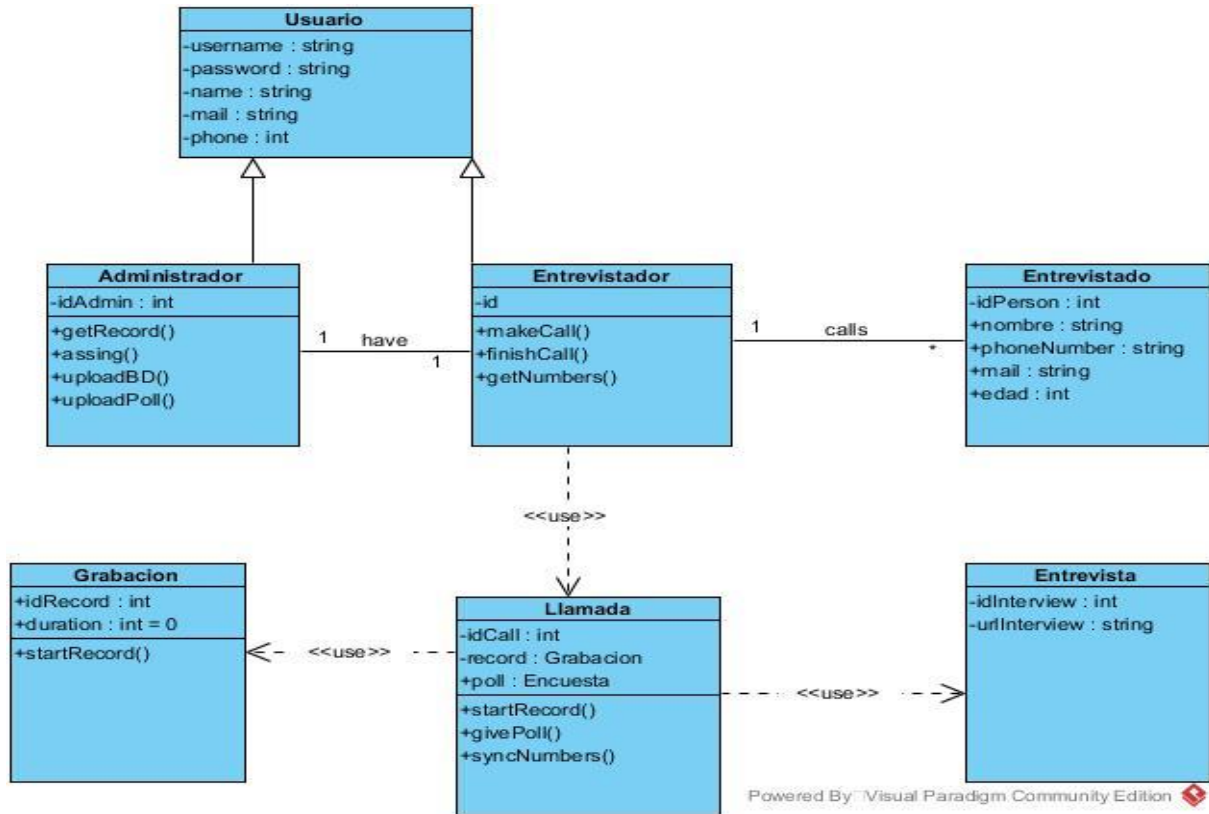 Usuario
-username : string
-password : string
-name : string
-mail : string
-phone : int
Administrador
-idAdmin : int
+getRecord()
+assing()
+uploadBD()
+uploadPoll()
1 have 1
Entrevistador
-id
+makeCall()
+finishCall()
+getNumbers()
1 calls *
Entrevistado
-idPerson : int
+nombre : string
+phoneNumber : string
+mail : string
+edad : int
<<use>>
Grabacion
+idRecord : int
+duration : int = 0
+startRecord()
<<use>>
Llamada
-idCall : int
-record : Grabacion
+poll : Encuesta
+startRecord()
+givePoll()
+syncNumbers()
<<use>>
Entrevista
-idInterview : int
-urlInterview : string
Powered By Visual Paradigm Community Edition